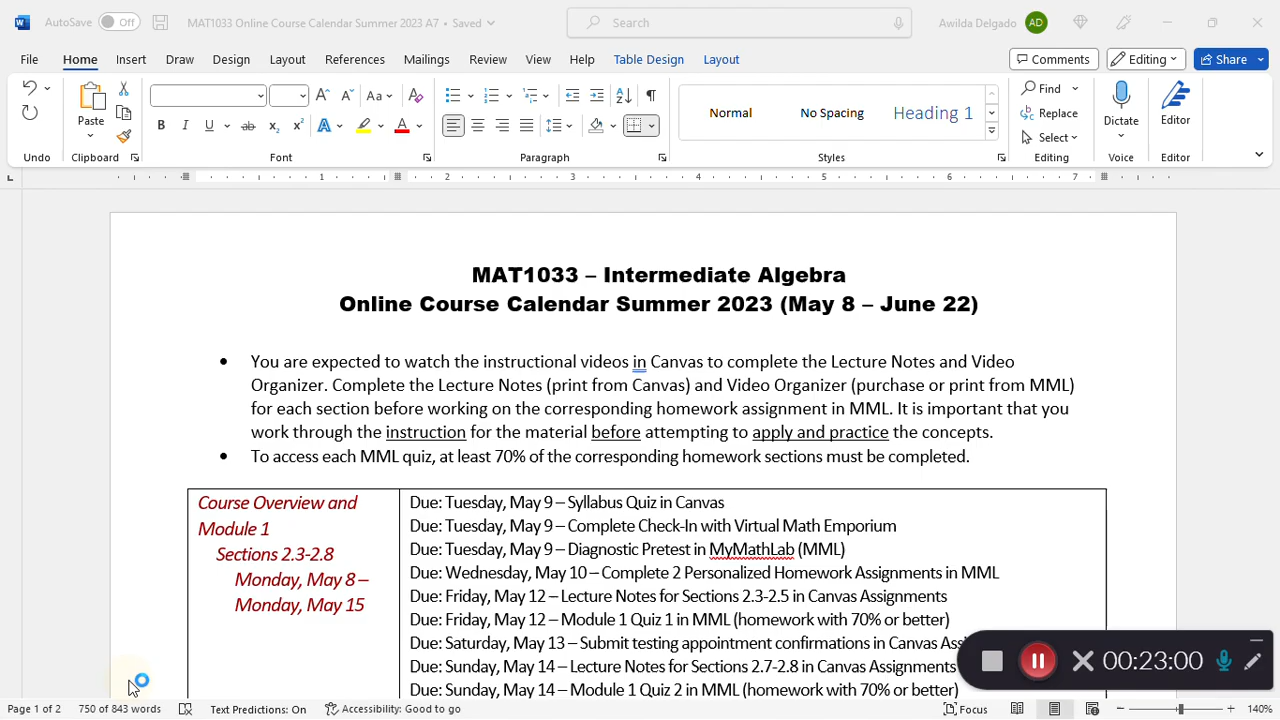 AutoSave Off MAT1033 Online Course Calendar Summer 2023 A7 • Saved Search Awilda Delgado AD
File Home Insert Draw Design Layout References Mailings Review View Help Table Design Layout Comments Editing Share
Undo Paste Clipboard Font Paragraph Normal No Spacing Heading 1 Styles Find Replace Select Editing Dictate Voice Editor Editor
1 2 3 4 5 6 7
MAT1033 – Intermediate Algebra
Online Course Calendar Summer 2023 (May 8 – June 22)
• You are expected to watch the instructional videos in Canvas to complete the Lecture Notes and Video
Organizer. Complete the Lecture Notes (print from Canvas) and Video Organizer (purchase or print from MML)
for each section before working on the corresponding homework assignment in MML. It is important that you
work through the instruction for the material before attempting to apply and practice the concepts.
• To access each MML quiz, at least 70% of the corresponding homework sections must be completed.
Course Overview and
Module 1
Sections 2.3-2.8
Monday, May 8 –
Monday, May 15
Due: Tuesday, May 9 – Syllabus Quiz in Canvas
Due: Tuesday, May 9 – Complete Check-In with Virtual Math Emporium
Due: Tuesday, May 9 – Diagnostic Pretest in MyMathLab (MML)
Due: Wednesday, May 10 – Complete 2 Personalized Homework Assignments in MML
Due: Friday, May 12 – Lecture Notes for Sections 2.3-2.5 in Canvas Assignments
Due: Friday, May 12 – Module 1 Quiz 1 in MML (homework with 70% or better)
Due: Saturday, May 13 – Submit testing appointment confirmations in Canvas
Due: Sunday, May 14 – Lecture Notes for Sections 2.7-2.8 in Canvas Assignments
Due: Sunday, May 14 – Module 1 Quiz 2 in MML (homework with 70% or better)
00:23:00
Page 1 of 2 750 of 843 words Text Predictions: On Accessibility: Good to go Focus 140%